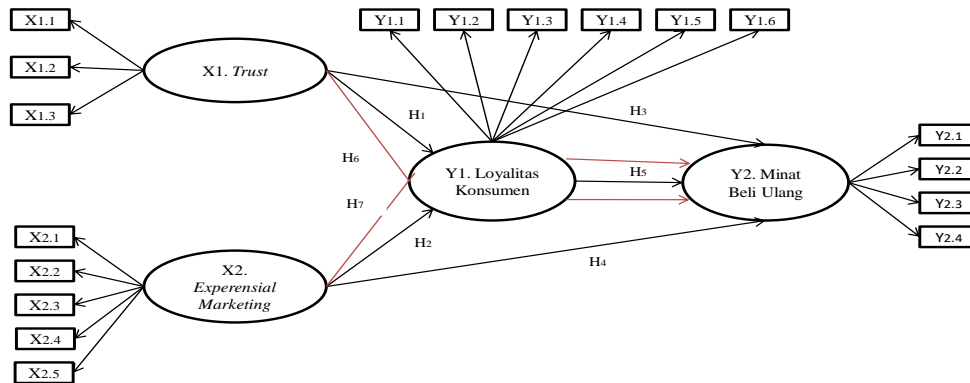 X1.1
X1.2
X1.3
X1. Trust
Y1.1
Y1.2
Y1.3
Y1.4
Y1.5
Y1.6
H1
H3
H6
Y1. Loyalitas
Konsumen
H5
Y2. Minat
Beli Ulang
Y2.1
Y2.2
Y2.3
Y2.4
H7
H2
H4
X2.1
X2.2
X2.3
X2.4
X2.5
X2.
Experensial
Marketing